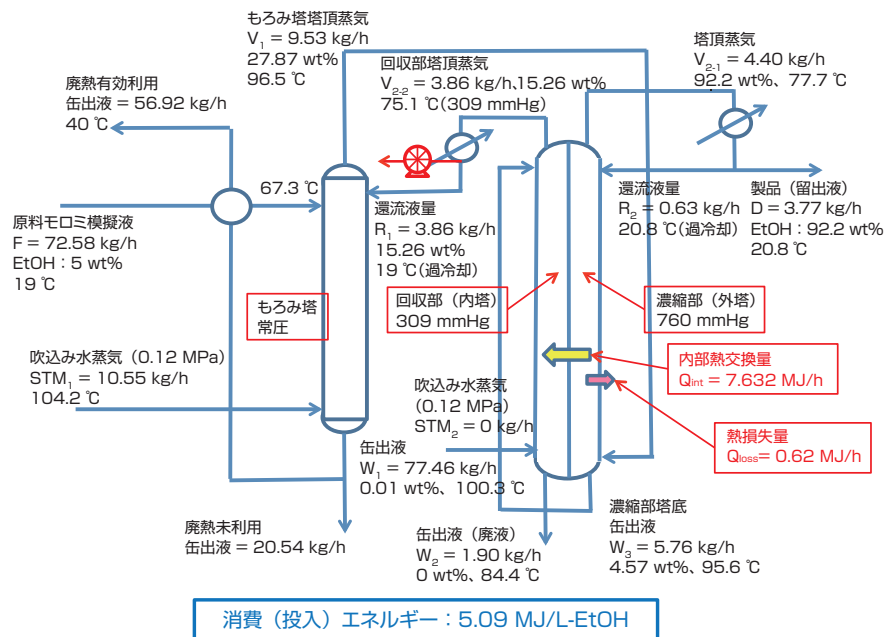 もろみ塔塔頂蒸気
V₁ = 9.53 kg/h
27.87 wt%
96.5 ℃
回収部塔頂蒸気
V₂₋₂ = 3.86 kg/h、15.26 wt%
75.1 ℃(309 mmHg)
塔頂蒸気
V₂₋₁ = 4.40 kg/h
92.2 wt%、77.7 ℃
廃熱有効利用
缶出液 = 56.92 kg/h
40 ℃
67.3 ℃
原料モロミ模擬液
F = 72.58 kg/h
EtOH：5 wt%
19 ℃
還流液量
R₁ = 3.86 kg/h
15.26 wt%
19 ℃(過冷却)
還流液量
R₂ = 0.63 kg/h
20.8 ℃(過冷却)
製品（留出液）
D = 3.77 kg/h
EtOH：92.2 wt%
20.8 ℃
もろみ塔
常圧
回収部（内塔）
309 mmHg
濃縮部（外塔）
760 mmHg
内部熱交換量
Qint = 7.632 MJ/h
吹込み水蒸気（0.12 MPa）
STM₁ = 10.55 kg/h
104.2 ℃
吹込み水蒸気
(0.12 MPa)
STM₂ = 0 kg/h
熱損失量
Qloss= 0.62 MJ/h
缶出液
W₁ = 77.46 kg/h
0.01 wt%、100.3 ℃
廃熱未利用
缶出液 = 20.54 kg/h
缶出液（廃液）
W₂ = 1.90 kg/h
0 wt%、84.4 ℃
濃縮部塔底
缶出液
W₃ = 5.76 kg/h
4.57 wt%、95.6 ℃
消費（投入）エネルギー：5.09 MJ/L-EtOH